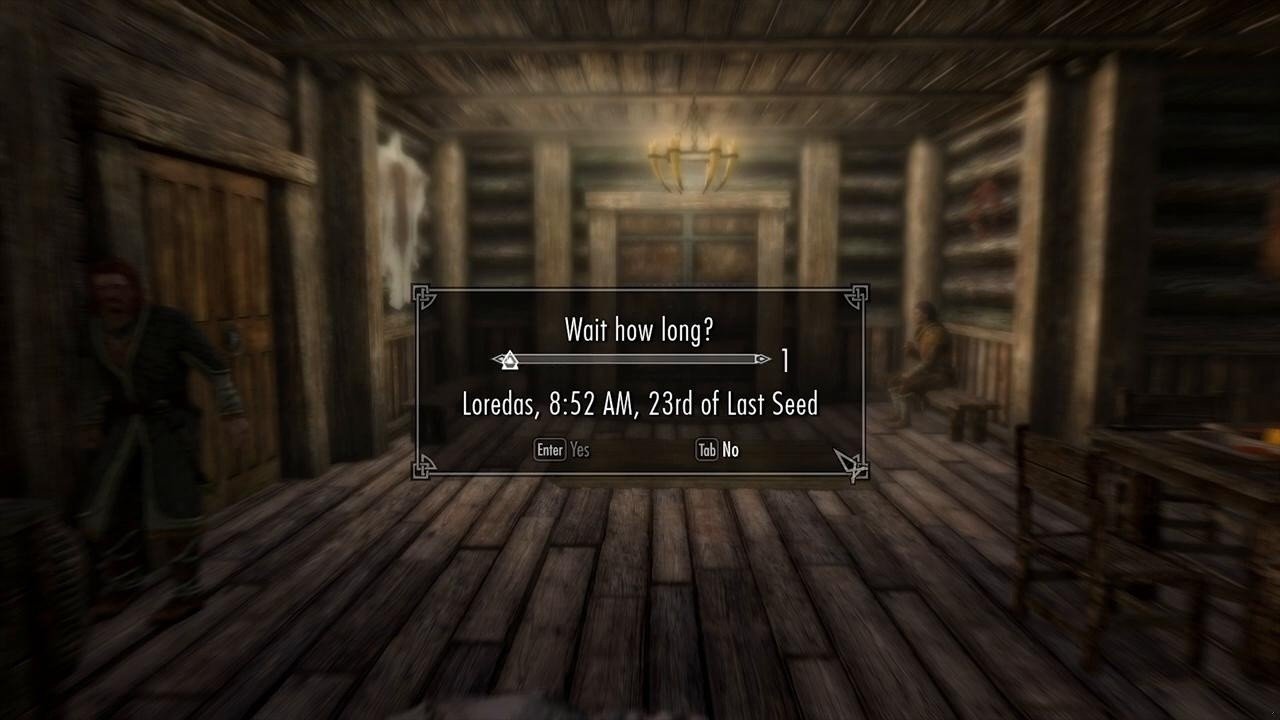 Wait how long?
1
Loredas, 8:52 AM, 23rd of Last Seed
Enter Yes Tab No